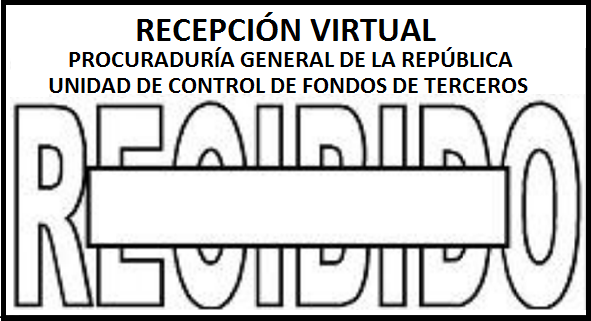 RECEPCIÓN VIRTUAL
PROCURADURÍA GENERAL DE LA REPÚBLICA
UNIDAD DE CONTROL DE FONDOS DE TERCEROS
RECIBIDO